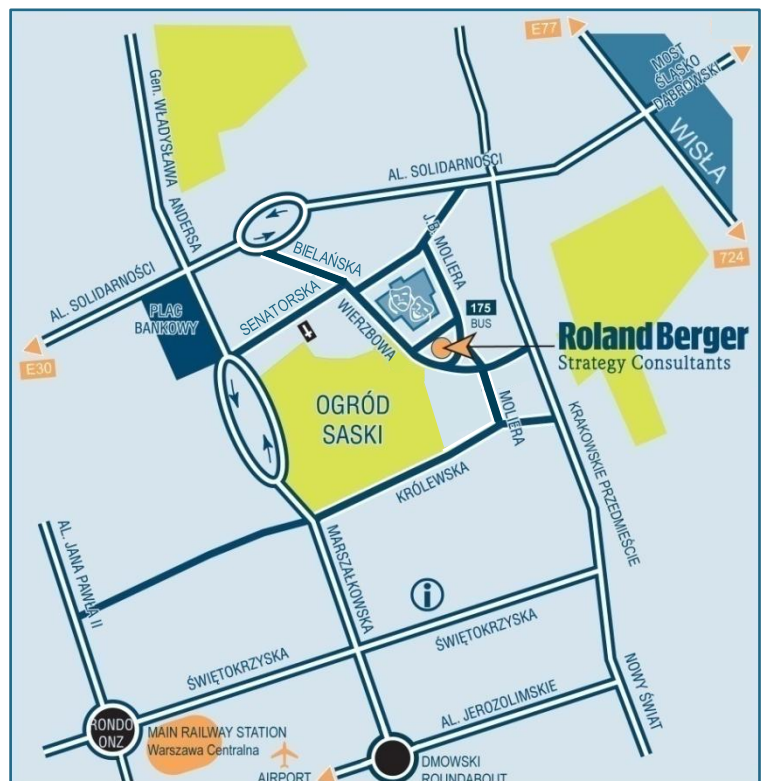 E77
MOST
ŚLĄSKO
DĄBROWSKI
WISŁA
724
Gen. WŁADYSŁAWA ANDERSA
AL. SOLIDARNOŚCI
J.B. MOLIERA
BIELAŃSKA
AL. SOLIDARNOŚCI
PLAC
BANKOWY
SENATORSKA
WIERZBOWA
175
BUS
Roland Berger
Strategy Consultants
E30
OGRÓD
SASKI
MOLIERA
KRAKOWSKIE PRZEDMIEŚCIE
KRÓLEWSKA
AL. JANA PAWŁA II
MARSZAŁKOWSKA
i
ŚWIĘTOKRZYSKA
ŚWIĘTOKRZYSKA
NOWY ŚWIAT
AL. JEROZOLIMSKIE
RONDO
ONZ
MAIN RAILWAY STATION
Warszawa Centralna
AIRPORT
DMOWSKI
ROUNDABOUT